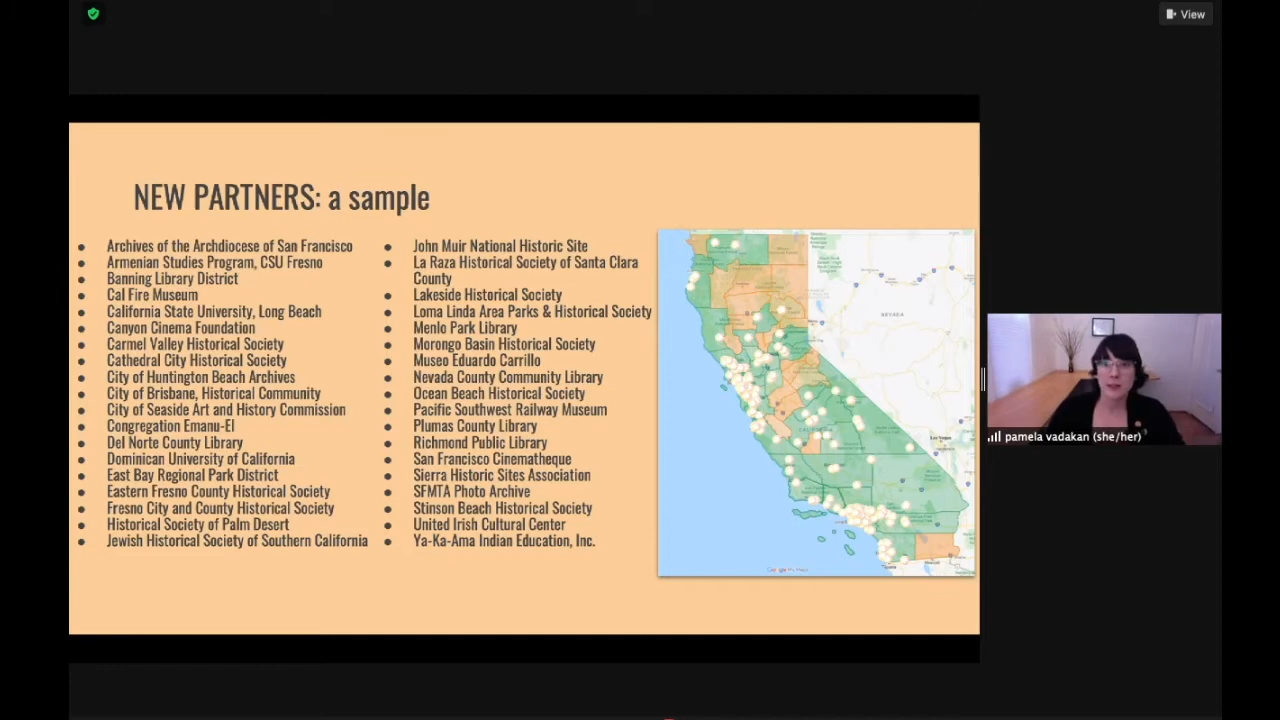 View
NEW PARTNERS: a sample
Archives of the Archdiocese of San Francisco
Armenian Studies Program, CSU Fresno
Banning Library District
Cal Fire Museum
California State University, Long Beach
Canyon Cinema Foundation
Carmel Valley Historical Society
Cathedral City Historical Society
City of Huntington Beach Archives
City of Brisbane, Historical Community
City of Seaside Art and History Commission
Congregation Emanu-El
Del Norte County Library
Dominican University of California
East Bay Regional Park District
Eastern Fresno County Historical Society
Fresno City and County Historical Society
Historical Society of Palm Desert
Jewish Historical Society of Southern California
John Muir National Historic Site
La Raza Historical Society of Santa Clara
County
Lakeside Historical Society
Loma Linda Area Parks & Historical Society
Menlo Park Library
Morongo Basin Historical Society
Museo Eduardo Carrillo
Nevada County Community Library
Ocean Beach Historical Society
Pacific Southwest Railway Museum
Plumas County Library
Richmond Public Library
San Francisco Cinematheque
Sierra Historic Sites Association
SFMTA Photo Archive
Stinson Beach Historical Society
United Irish Cultural Center
Ya-Ka-Ama Indian Education, Inc.
NEVADA
Las Vegas
CALIFORNIA
Google My Maps
pamela vadakan (she/her)